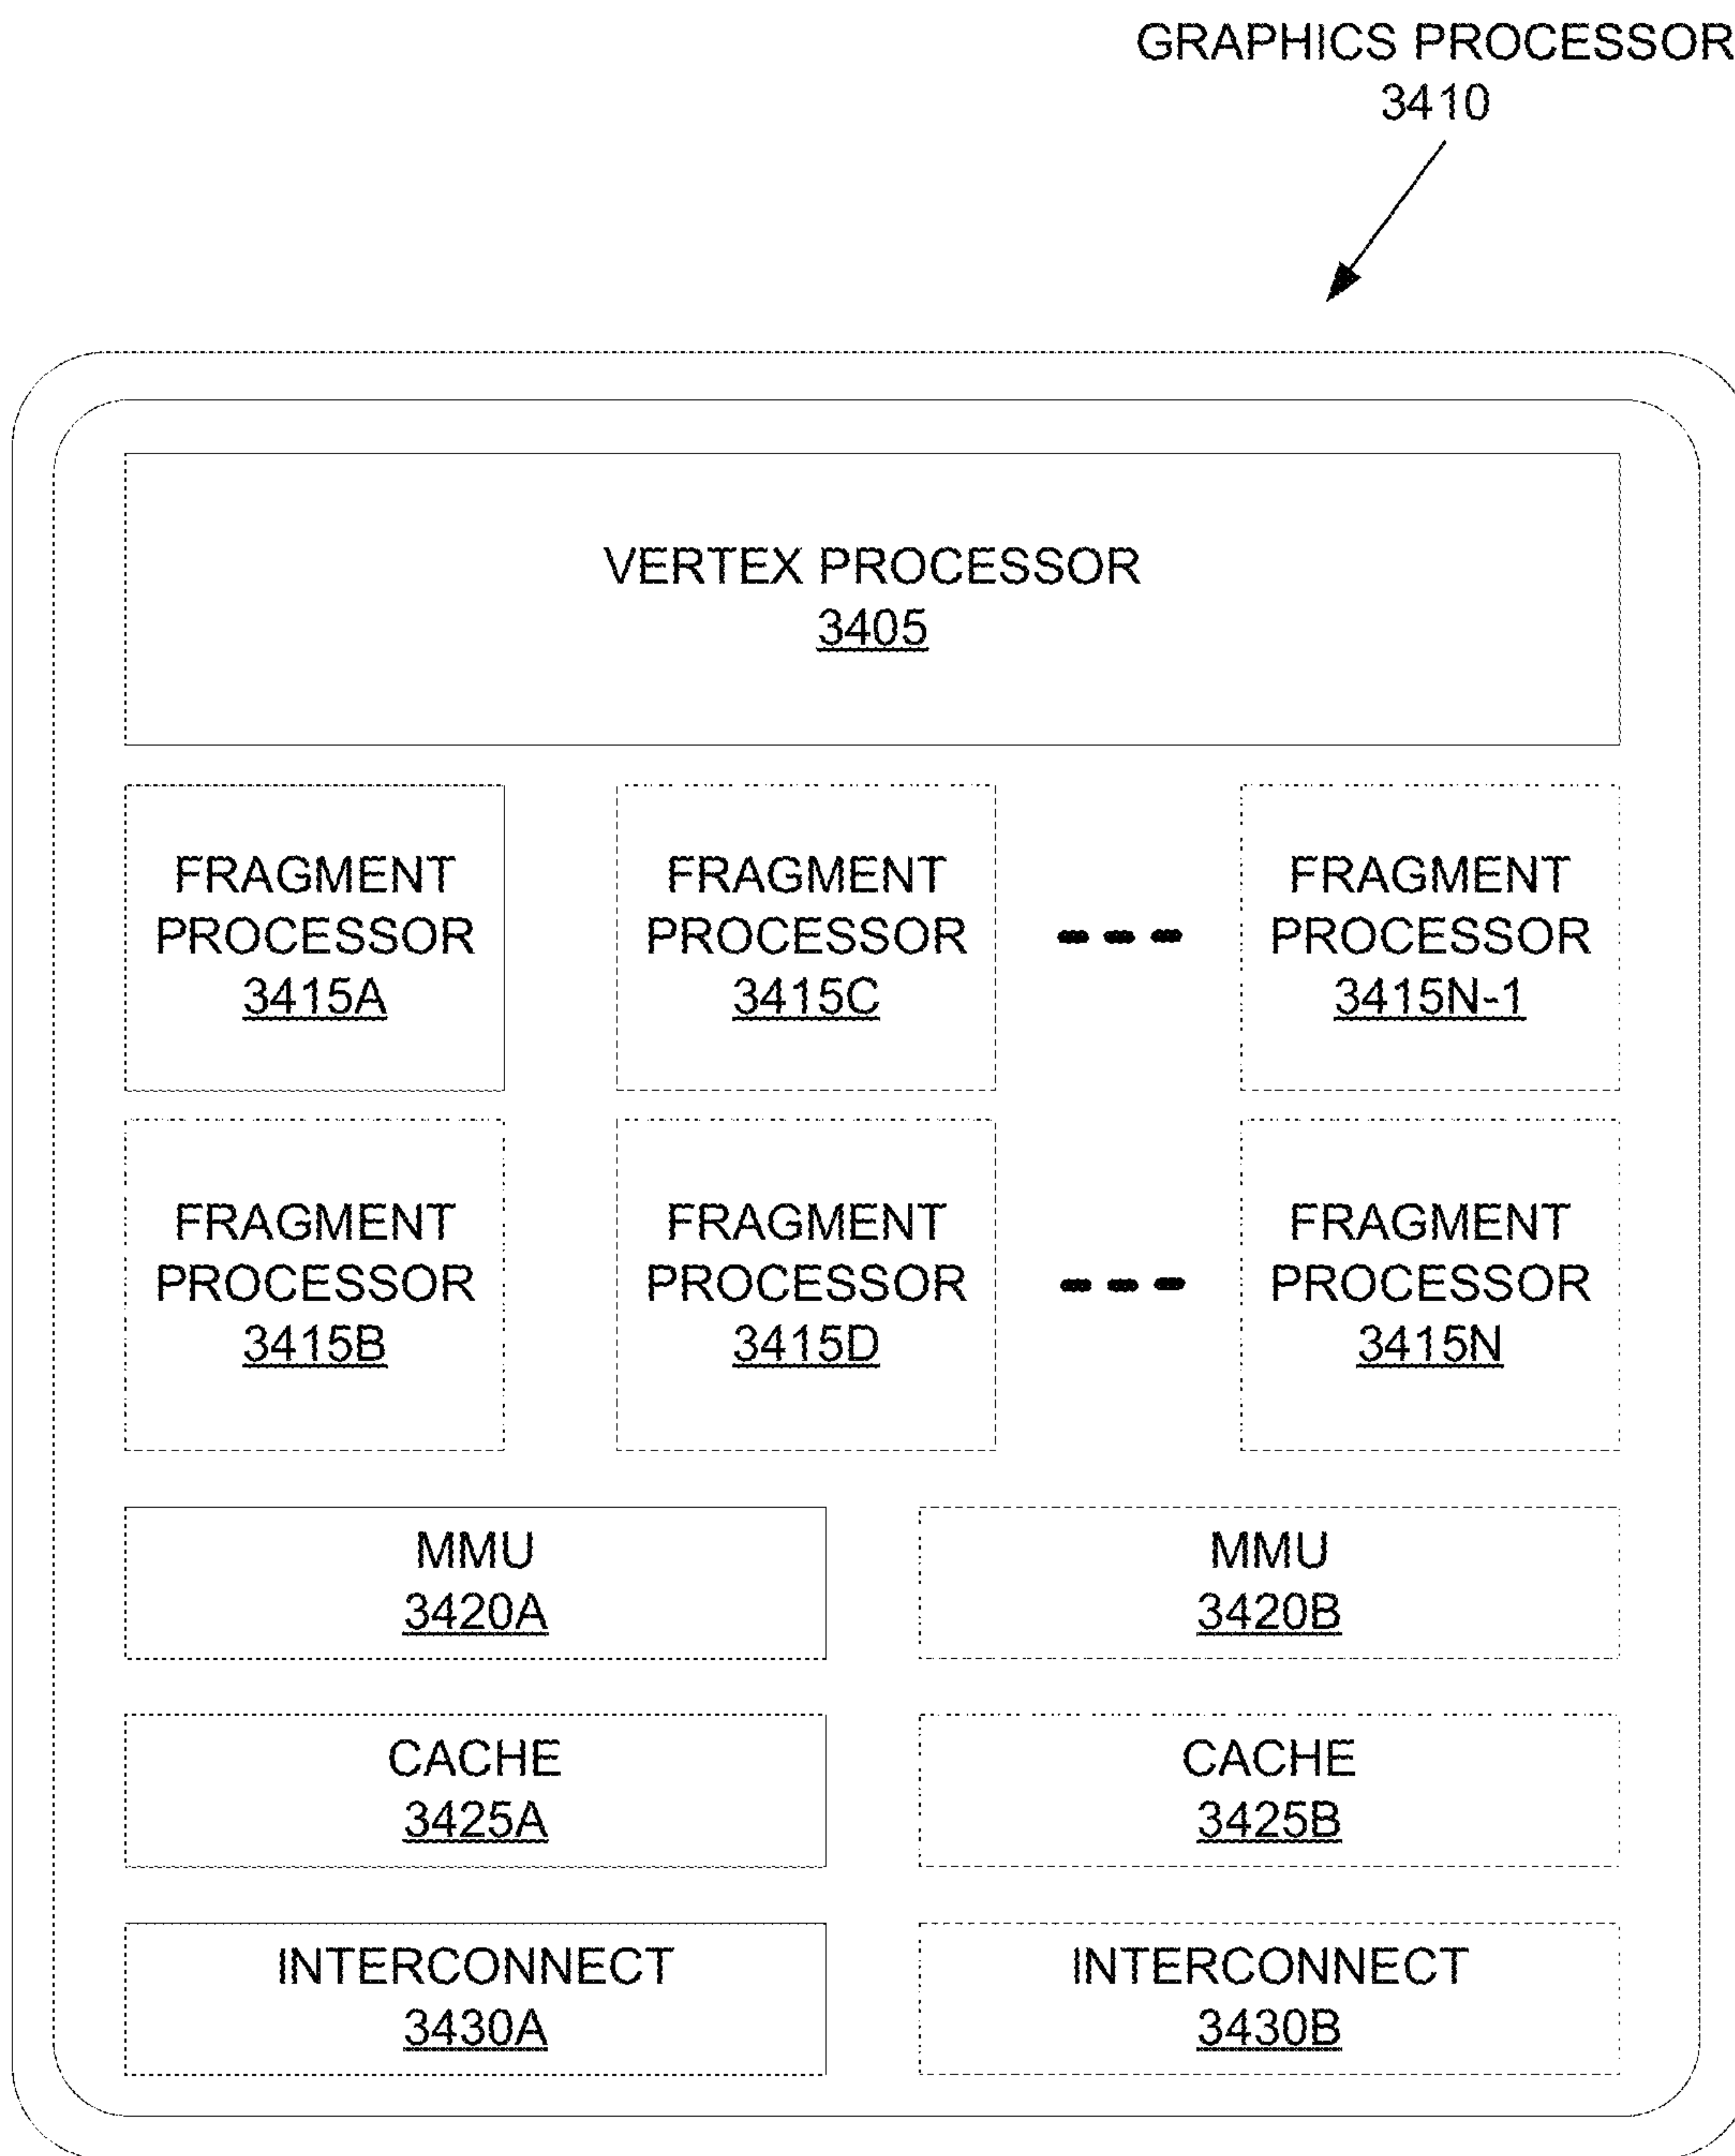 GRAPHICS PROCESSOR
3410
VERTEX PROCESSOR
3405
FRAGMENT
PROCESSOR
3415A
FRAGMENT
PROCESSOR
3415C
FRAGMENT
PROCESSOR
3415N-1
FRAGMENT
PROCESSOR
3415B
FRAGMENT
PROCESSOR
3415D
FRAGMENT
PROCESSOR
3415N
MMU
3420A
MMU
3420B
CACHE
3425A
CACHE
3425B
INTERCONNECT
3430A
INTERCONNECT
3430B